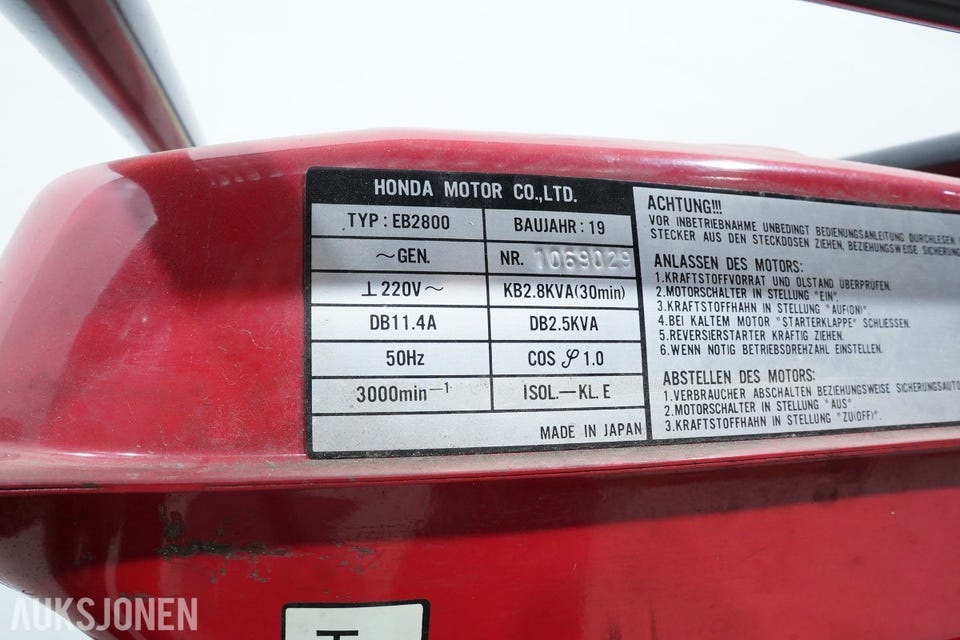 HONDA MOTOR CO.,LTD.
TYP : EB2800 BAUJAHR : 19
～GEN. NR. 1069029
⊥ 220V～ KB2.8KVA(30min)
DB11.4A DB2.5KVA
50Hz COS 𝒫 1.0
3000min⁻¹ ISOL.—KL. E
MADE IN JAPAN
ACHTUNG!!!
VOR INBETRIEBNAHME UNBEDINGT BEDIENUNGSANLEITUNG DURCHLESEN.
STECKER AUS DEN STECKDOSEN ZIEHEN, BEZIEHUNGSWEISE
ANLASSEN DES MOTORS:
1.KRAFTSTOFFVORRAT UND OLSTAND ÜBERPRÜFEN.
2.MOTORSCHALTER IN STELLUNG "EIN".
3.KRAFTSTOFFHAHN IN STELLUNG "AUF(ON)".
4.BEI KALTEM MOTOR "STARTERKLAPPE" SCHLIESSEN.
5.REVERSIERSTARTER KRÄFTIG ZIEHEN.
6.WENN NÖTIG BETRIEBSDREHZAHL EINSTELLEN.
ABSTELLEN DES MOTORS:
1.VERBRAUCHER ABSCHALTEN BEZIEHUNGSWEISE SICHERUNGSAUTO
2.MOTORSCHALTER IN STELLUNG "AUS"
3.KRAFTSTOFFHAHN IN STELLUNG "ZU(OFF)".
AUKSJONEN